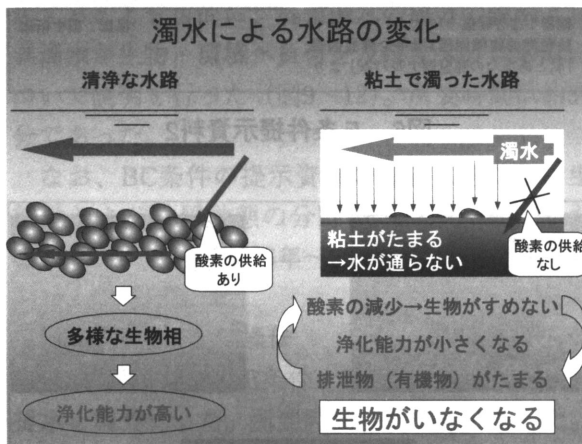 濁水による水路の変化
清浄な水路
酸素の供給
あり
多様な生物相
浄化能力が高い
粘土で濁った水路
濁水
粘土がたまる
→水が通らない
酸素の供給
なし
酸素の減少→生物がすめない
浄化能力が小さくなる
排泄物（有機物）がたまる
生物がいなくなる